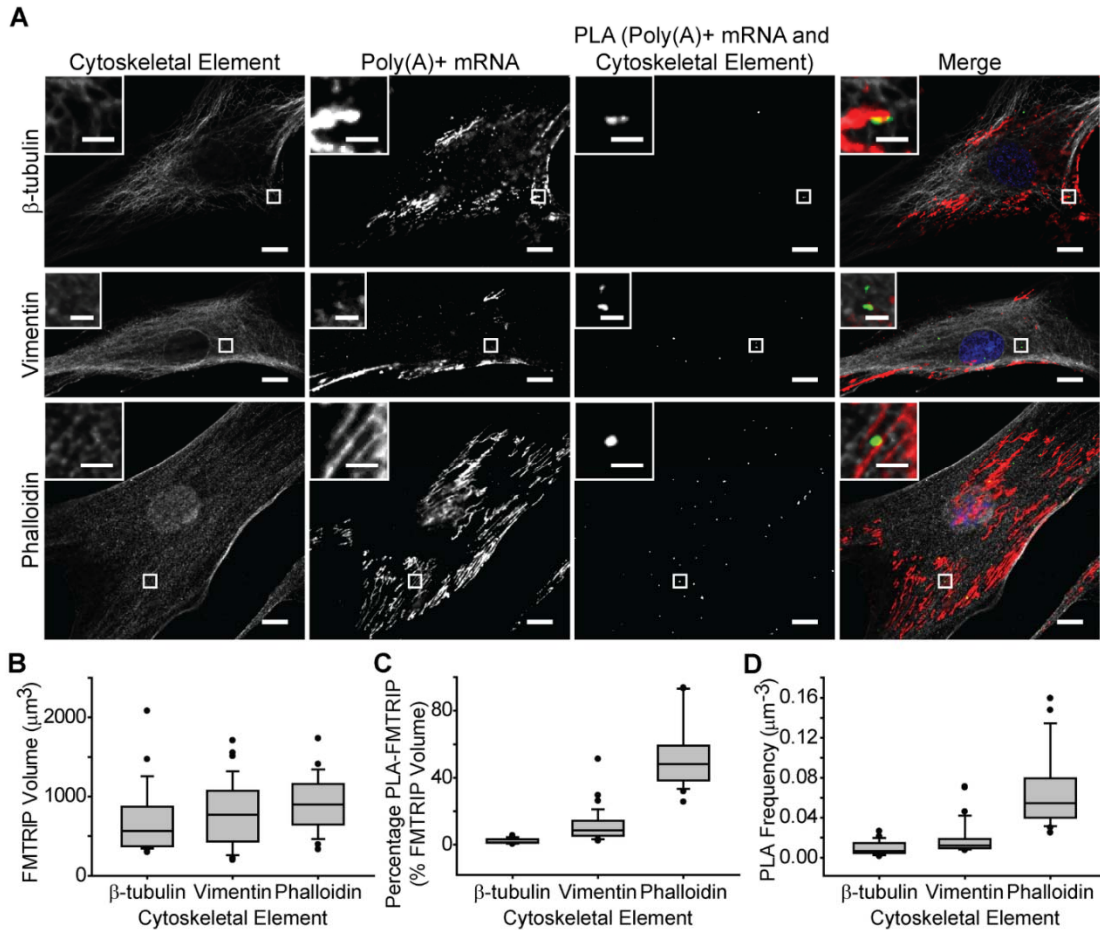 A
Cytoskeletal Element
Poly(A)+ mRNA
PLA (Poly(A)+ mRNA and
Cytoskeletal Element)
Merge
β-tubulin
Vimentin
Phalloidin
B
FMTRIP Volume (μm³)
2000
1000
0
β-tubulin Vimentin Phalloidin
Cytoskeletal Element
C
Percentage PLA-FMTRIP
(% FMTRIP Volume)
80
40
0
β-tubulin Vimentin Phalloidin
Cytoskeletal Element
D
PLA Frequency (μm-3)
0.16
0.12
0.08
0.04
0.00
β-tubulin Vimentin Phalloidin
Cytoskeletal Element